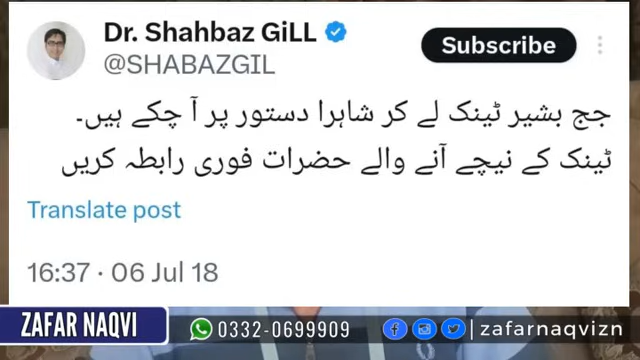 Dr. Shahbaz GiLL
@SHABAZGIL
Subscribe
جج بشیر ٹینک لے کر شاہرا دستور پر آ چکے ہیں۔
ٹینک کے نیچے آنے والے حضرات فوری رابطہ کریں
Translate post
16:37 · 06 Jul 18
ZAFAR NAQVI
0332-0699909
zafarnaqvizn